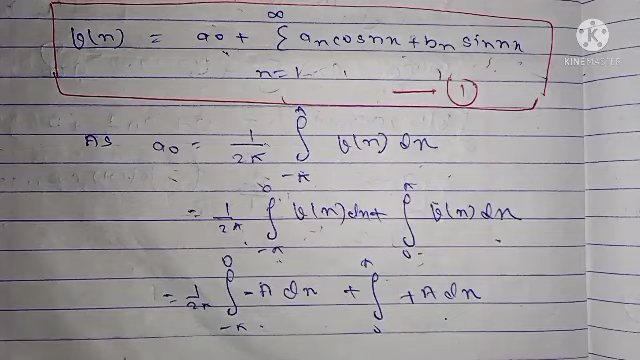 ∞
v(x) = a0 + Σ an cos nx + bn sin nx
n=1
→ ①
KINEMASTER
As a0 = 1/2π ∫_{-π}^{π} v(x) dx
= 1/2π ∫_{-π}^{0} v(x) dx + ∫_{0}^{π} v(x) dx
= 1/2π ∫_{-π}^{0} -A dx + ∫_{0}^{π} +A dx